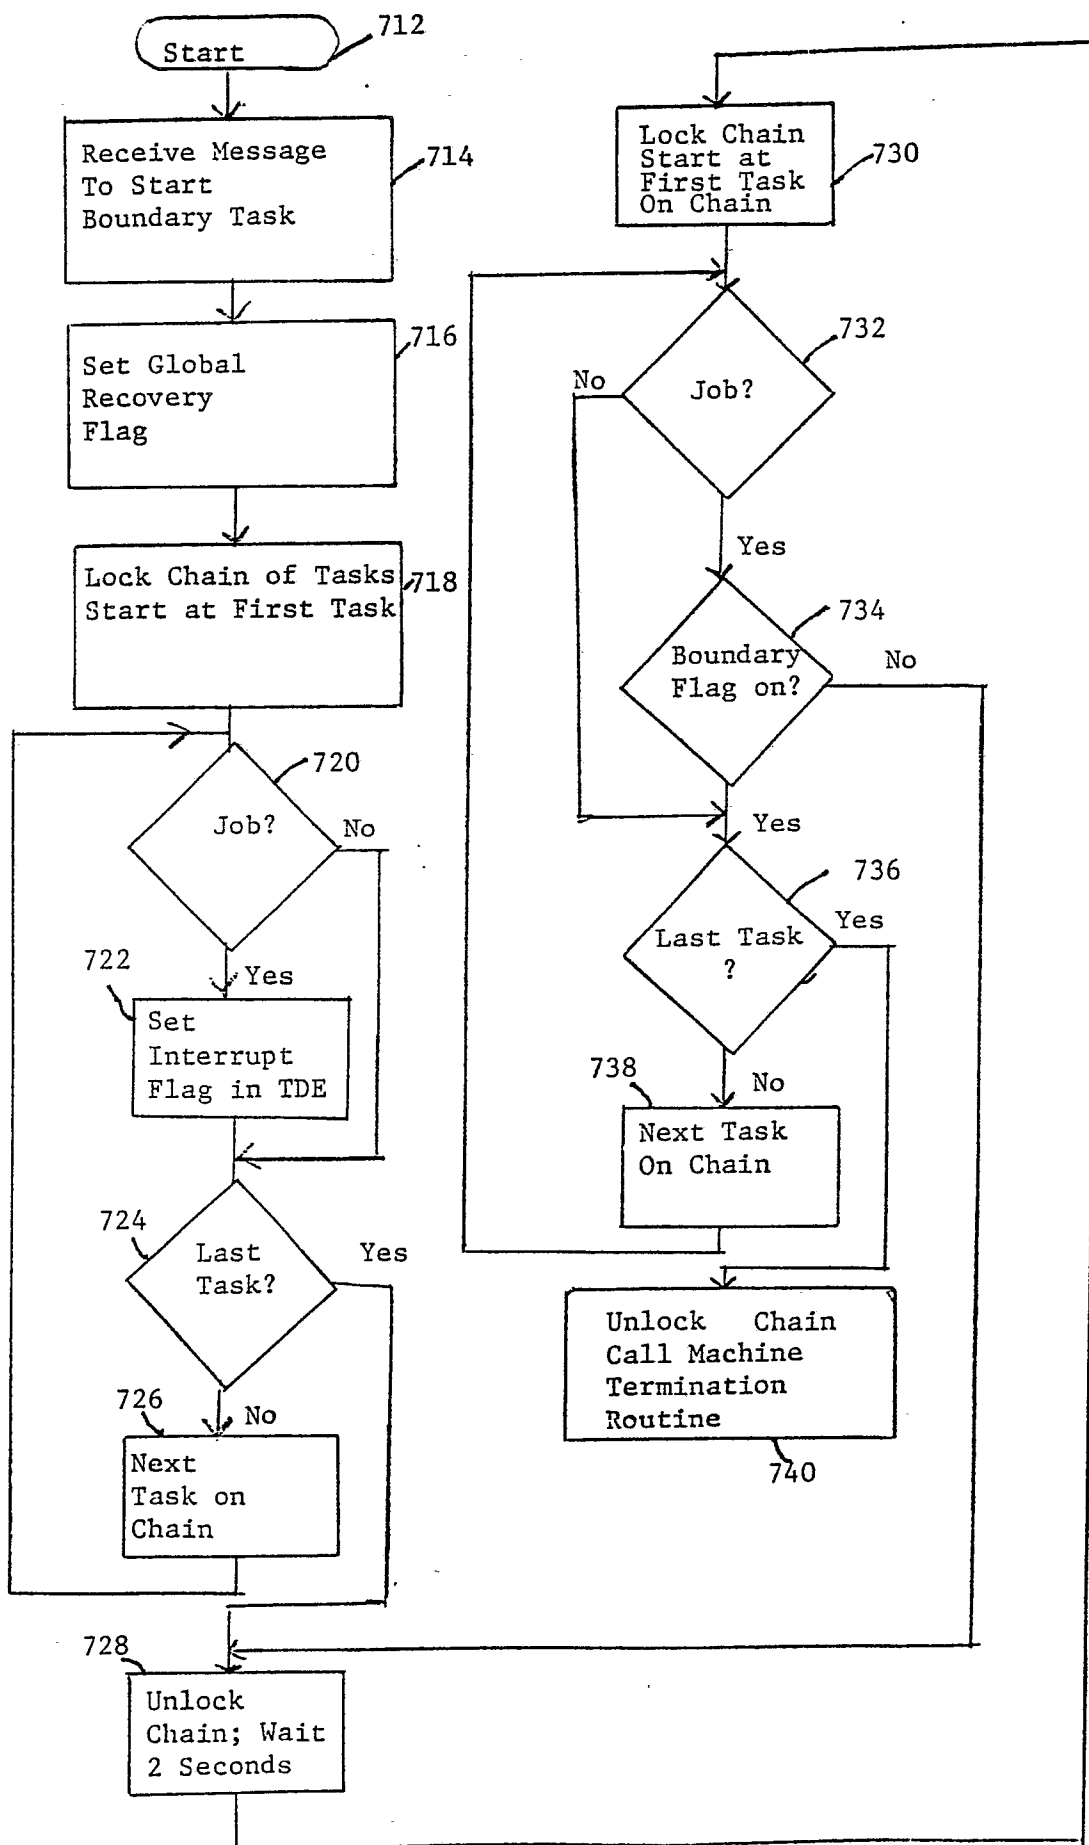 Start
712
Receive Message
To Start
Boundary Task
714
Set Global
Recovery
Flag
716
Lock Chain of Tasks
Start at First Task
718
Job?
720
No
Yes
722
Set
Interrupt
Flag in TDE
724
Last
Task?
Yes
No
726
Next
Task on
Chain
728
Unlock
Chain; Wait
2 Seconds
Lock Chain
Start at
First Task
On Chain
730
Job?
732
No
Yes
Boundary
Flag on?
734
No
Yes
Last Task
?
736
Yes
No
738
Next Task
On Chain
Unlock Chain
Call Machine
Termination
Routine
740